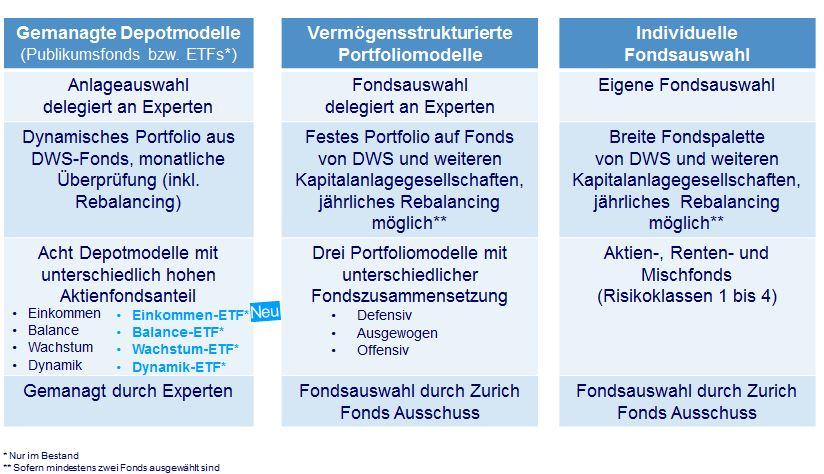 Gemanagte Depotmodelle
(Publikumsfonds bzw. ETFs*)
Anlageauswahl
delegiert an Experten
Dynamisches Portfolio aus
DWS-Fonds, monatliche
Überprüfung (inkl.
Rebalancing)
Acht Depotmodelle mit
unterschiedlich hohen
Aktienfondsanteil
• Einkommen
• Balance
• Wachstum
• Dynamik
• Einkommen-ETF*
• Balance-ETF*
• Wachstum-ETF*
• Dynamik-ETF*
Neu
Gemanagt durch Experten
Vermögensstrukturierte
Portfoliomodelle
Fondsauswahl
delegiert an Experten
Festes Portfolio auf Fonds
von DWS und weiteren
Kapitalanlagegesellschaften,
jährliches Rebalancing
möglich**
Drei Portfoliomodelle mit
unterschiedlicher
Fondszusammensetzung
• Defensiv
• Ausgewogen
• Offensiv
Fondsauswahl durch Zurich
Fonds Ausschuss
Individuelle
Fondsauswahl
Eigene Fondsauswahl
Breite Fondspalette
von DWS und weiteren
Kapitalanlagegesellschaften,
jährliches Rebalancing
möglich**
Aktien-, Renten- und
Mischfonds
(Risikoklassen 1 bis 4)
Fondsauswahl durch Zurich
Fonds Ausschuss
* Nur im Bestand
** Sofern mindestens zwei Fonds ausgewählt sind